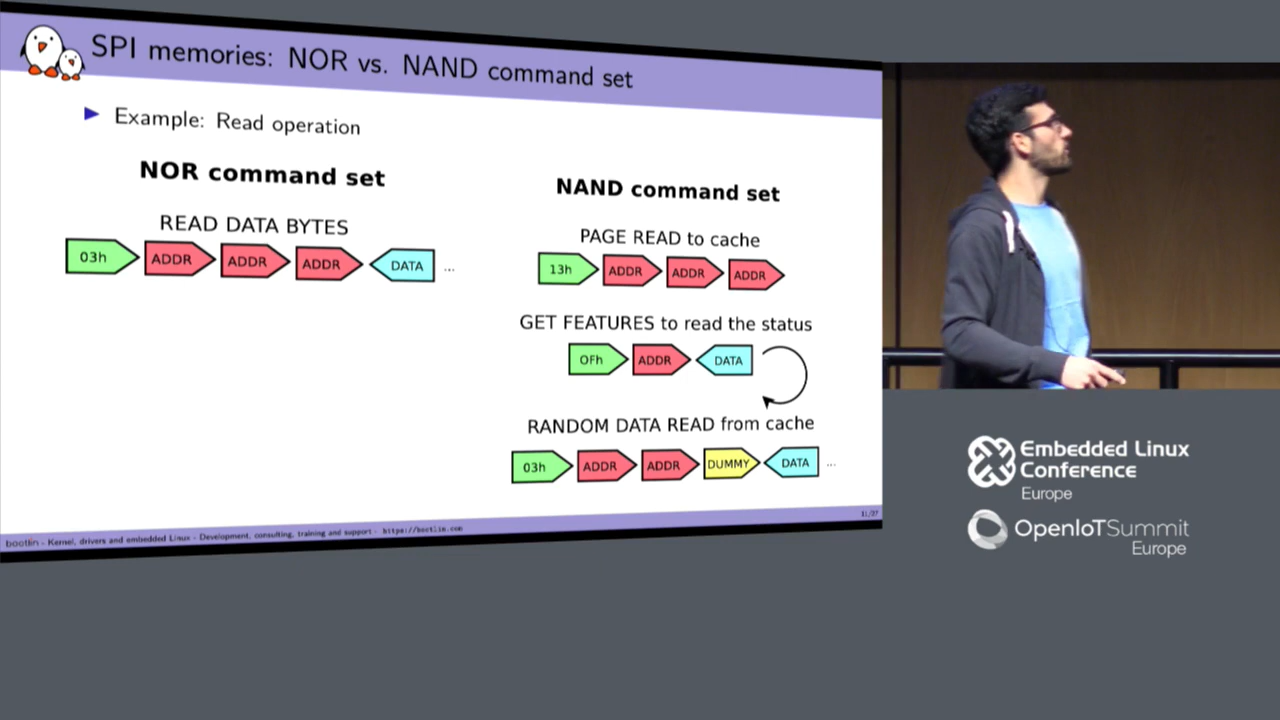 SPI memories: NOR vs. NAND command set
Example: Read operation
NOR command set
READ DATA BYTES
03h ADDR ADDR ADDR DATA ...
NAND command set
PAGE READ to cache
13h ADDR ADDR ADDR
GET FEATURES to read the status
0Fh ADDR DATA
RANDOM DATA READ from cache
03h ADDR ADDR DUMMY DATA ...
bootlin - Kernel, drivers and embedded Linux - Development, consulting, training and support - https://bootlin.com
11/27
Embedded Linux
Conference
Europe
OpenIoTSummit
Europe